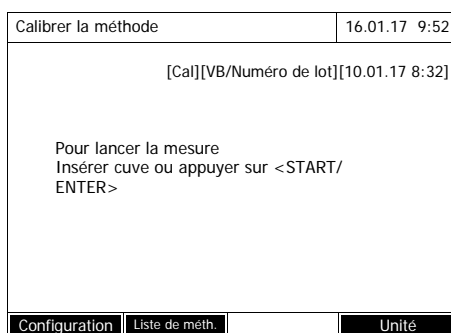 Calibrer la méthode 16.01.17 9:52
[Cal][VB/Numéro de lot][10.01.17 8:32]
Pour lancer la mesure
Insérer cuve ou appuyer sur <START/
ENTER>
Configuration Liste de méth. Unité